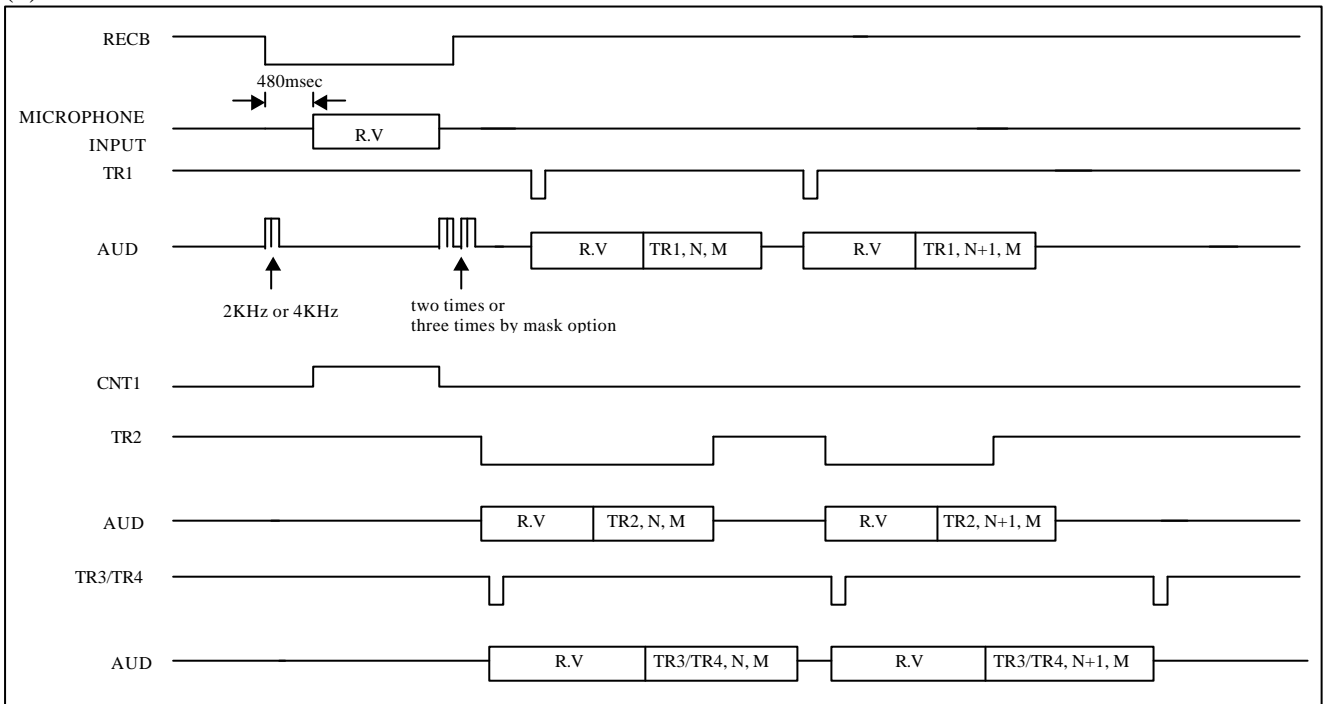 RECB
480msec
MICROPHONE
INPUT
R.V
TR1
AUD
R.V
TR1, N, M
R.V
TR1, N+1, M
2KHz or 4KHz
two times or
three times by mask option
CNT1
TR2
AUD
R.V
TR2, N, M
R.V
TR2, N+1, M
TR3/TR4
AUD
R.V
TR3/TR4, N, M
R.V
TR3/TR4, N+1, M